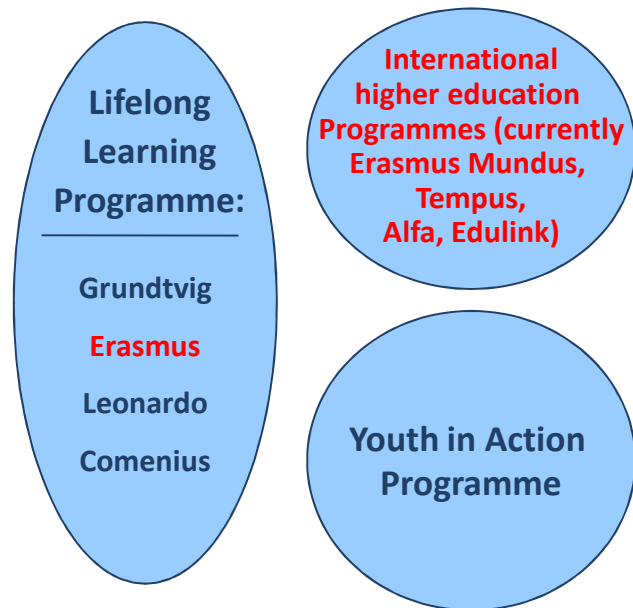 Lifelong
Learning
Programme:
Grundtvig
Erasmus
Leonardo
Comenius
International
higher education
Programmes (currently
Erasmus Mundus,
Tempus,
Alfa, Edulink)
Youth in Action
Programme